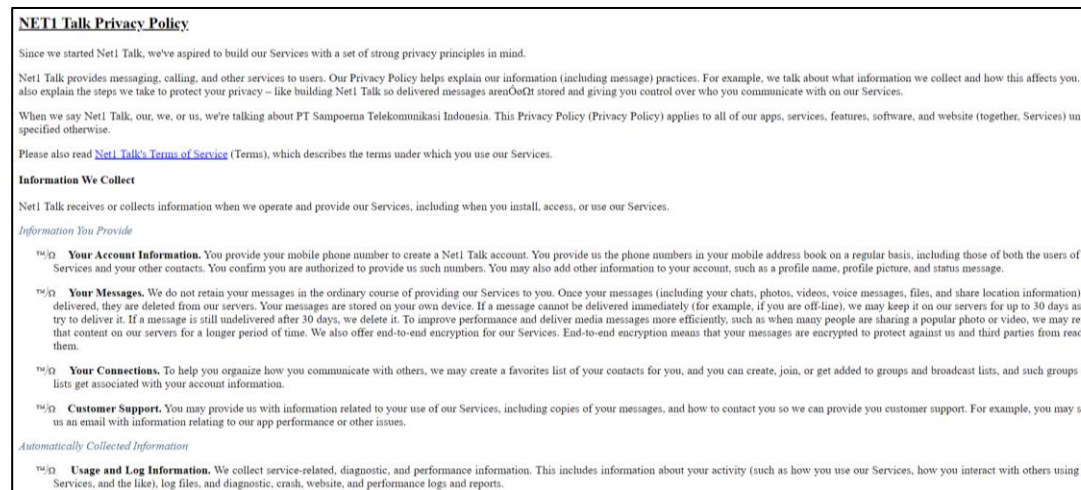 NET1 Talk Privacy Policy
Since we started Net1 Talk, we've aspired to build our Services with a set of strong privacy principles in mind.
Net1 Talk provides messaging, calling, and other services to users. Our Privacy Policy helps explain our information (including message) practices. For example, we talk about what information we collect and how this affects you.
also explain the steps we take to protect your privacy – like building Net1 Talk so delivered messages arenÔoΩt stored and giving you control over who you communicate with on our Services.
When we say Net1 Talk, our, we, or us, we're talking about PT Sampoerna Telekomunikasi Indonesia. This Privacy Policy (Privacy Policy) applies to all of our apps, services, features, software, and website (together, Services) un
specified otherwise.
Please also read Net1 Talk's Terms of Service (Terms), which describes the terms under which you use our Services.
Information We Collect
Net1 Talk receives or collects information when we operate and provide our Services, including when you install, access, or use our Services.
Information You Provide
™/Ω Your Account Information. You provide your mobile phone number to create a Net1 Talk account. You provide us the phone numbers in your mobile address book on a regular basis, including those of both the users of
Services and your other contacts. You confirm you are authorized to provide us such numbers. You may also add other information to your account, such as a profile name, profile picture, and status message.
™/Ω Your Messages. We do not retain your messages in the ordinary course of providing our Services to you. Once your messages (including your chats, photos, videos, voice messages, files, and share location information)
delivered, they are deleted from our servers. Your messages are stored on your own device. If a message cannot be delivered immediately (for example, if you are off-line), we may keep it on our servers for up to 30 days as
try to deliver it. If a message is still undelivered after 30 days, we delete it. To improve performance and deliver media messages more efficiently, such as when many people are sharing a popular photo or video, we may re
that content on our servers for a longer period of time. We also offer end-to-end encryption for our Services. End-to-end encryption means that your messages are encrypted to protect against us and third parties from read
them.
™/Ω Your Connections. To help you organize how you communicate with others, we may create a favorites list of your contacts for you, and you can create, join, or get added to groups and broadcast lists, and such groups
lists get associated with your account information.
™/Ω Customer Support. You may provide us with information related to your use of our Services, including copies of your messages, and how to contact you so we can provide you customer support. For example, you may s
us an email with information relating to our app performance or other issues.
Automatically Collected Information
™/Ω Usage and Log Information. We collect service-related, diagnostic, and performance information. This includes information about your activity (such as how you use our Services, how you interact with others using
Services, and the like), log files, and diagnostic, crash, website, and performance logs and reports.